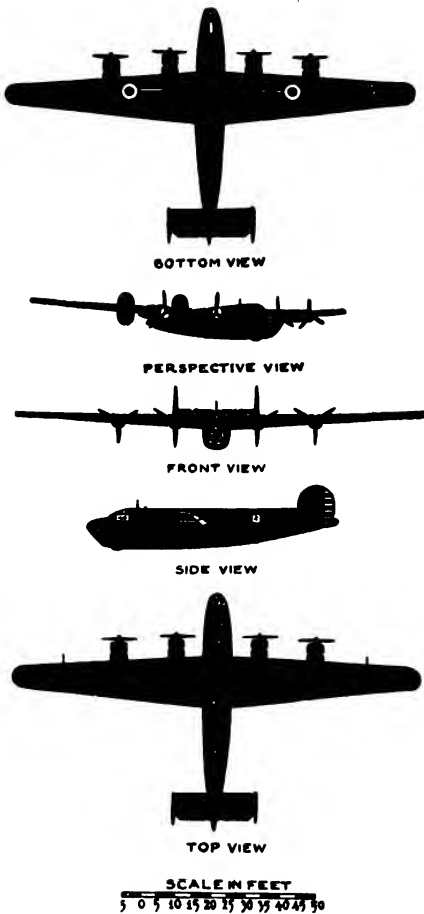 BOTTOM VIEW
PERSPECTIVE VIEW
FRONT VIEW
SIDE VIEW
TOP VIEW
SCALE IN FEET
5 0 5 10 15 20 25 30 35 40 45 50